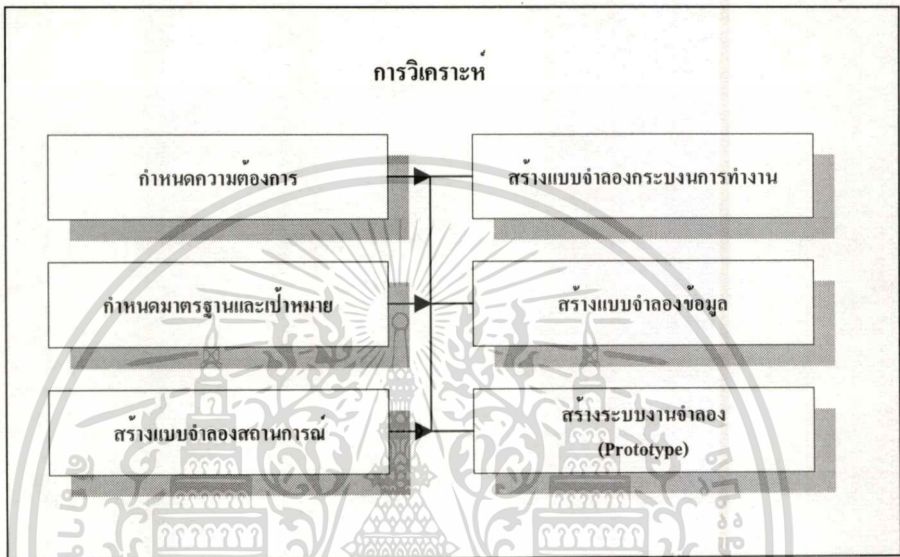 การวิเคราะห์
กำหนดความต้องการ
สร้างแบบจำลองกระบงนการทำงาน
กำหนดมาตรฐานและเป้าหมาย
สร้างแบบจำลองข้อมูล
สร้างแบบจำลองสถานการณ์
สร้างระบบงานจำลอง
(Prototype)